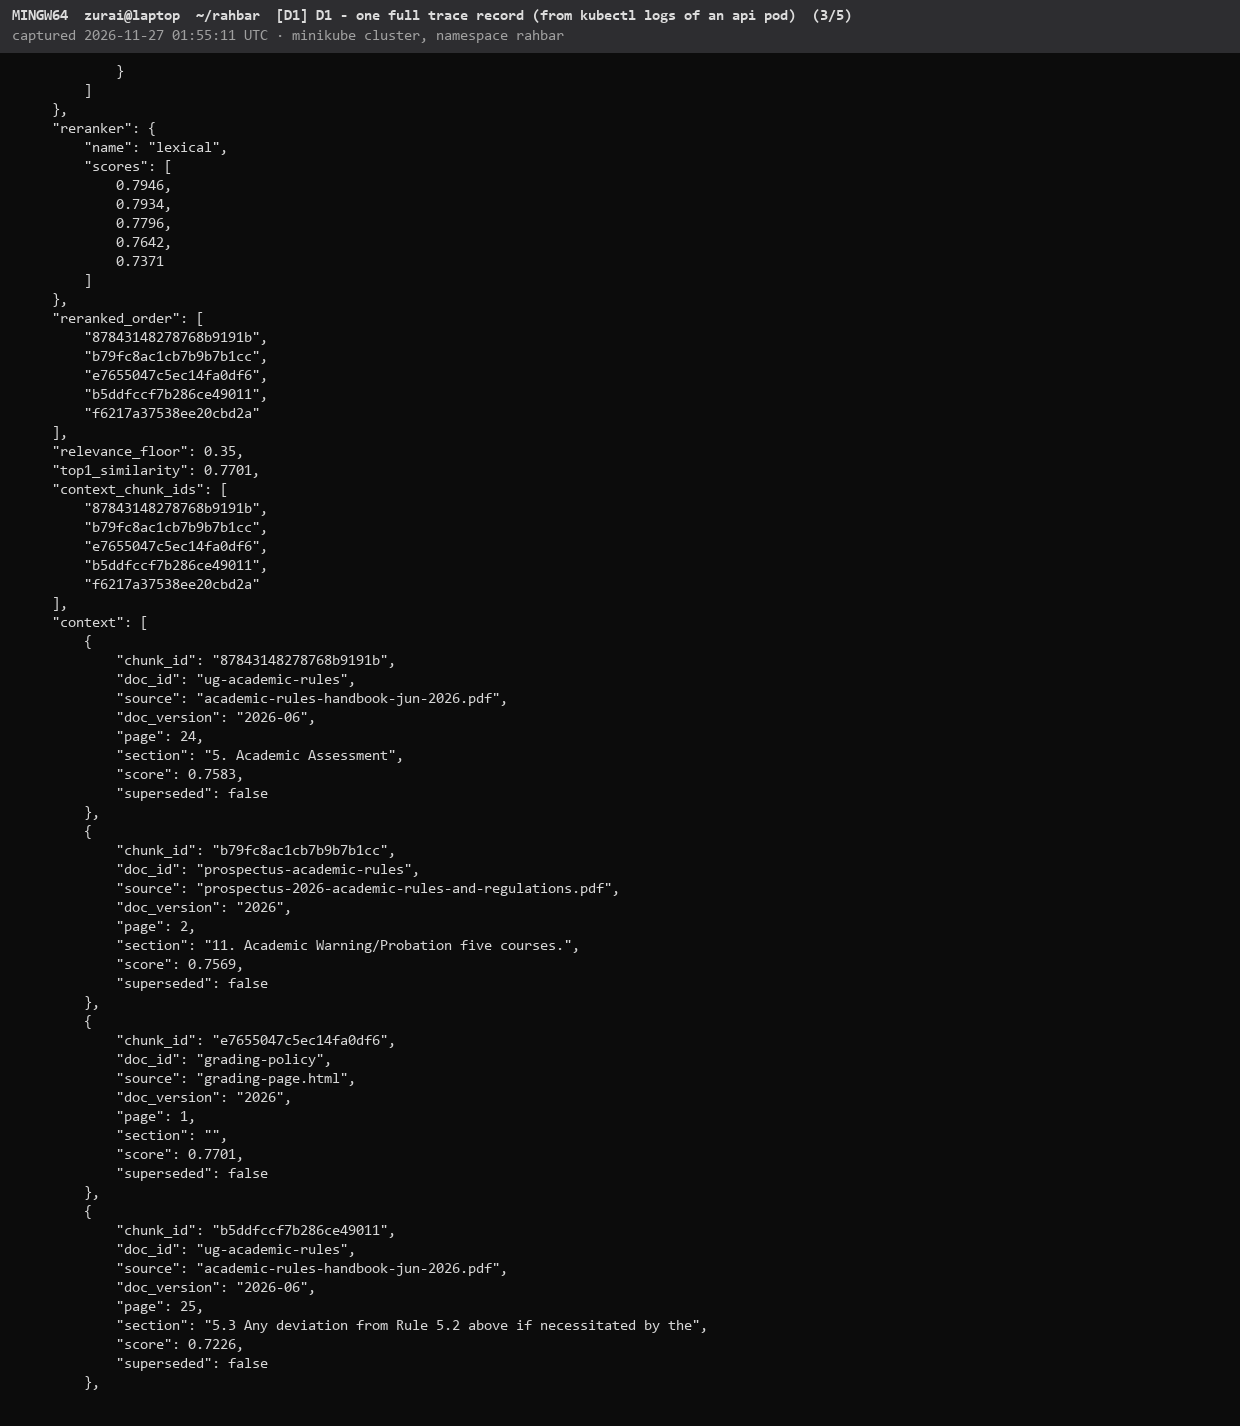 MINGW64  zurai@laptop  ~/rahbar  [D1] D1 - one full trace record (from kubectl logs of an api pod)  (3/5)
captured 2026-11-27 01:55:11 UTC · minikube cluster, namespace rahbar
            }
        ]
    },
    "reranker": {
        "name": "lexical",
        "scores": [
            0.7946,
            0.7934,
            0.7796,
            0.7642,
            0.7371
        ]
    },
    "reranked_order": [
        "87843148278768b9191b",
        "b79fc8ac1cb7b9b7b1cc",
        "e7655047c5ec14fa0df6",
        "b5ddfccf7b286ce49011",
        "f6217a37538ee20cbd2a"
    ],
    "relevance_floor": 0.35,
    "top1_similarity": 0.7701,
    "context_chunk_ids": [
        "87843148278768b9191b",
        "b79fc8ac1cb7b9b7b1cc",
        "e7655047c5ec14fa0df6",
        "b5ddfccf7b286ce49011",
        "f6217a37538ee20cbd2a"
    ],
    "context": [
        {
            "chunk_id": "87843148278768b9191b",
            "doc_id": "ug-academic-rules",
            "source": "academic-rules-handbook-jun-2026.pdf",
            "doc_version": "2026-06",
            "page": 24,
            "section": "5. Academic Assessment",
            "score": 0.7583,
            "superseded": false
        },
        {
            "chunk_id": "b79fc8ac1cb7b9b7b1cc",
            "doc_id": "prospectus-academic-rules",
            "source": "prospectus-2026-academic-rules-and-regulations.pdf",
            "doc_version": "2026",
            "page": 2,
            "section": "11. Academic Warning/Probation five courses.",
            "score": 0.7569,
            "superseded": false
        },
        {
            "chunk_id": "e7655047c5ec14fa0df6",
            "doc_id": "grading-policy",
            "source": "grading-page.html",
            "doc_version": "2026",
            "page": 1,
            "section": "",
            "score": 0.7701,
            "superseded": false
        },
        {
            "chunk_id": "b5ddfccf7b286ce49011",
            "doc_id": "ug-academic-rules",
            "source": "academic-rules-handbook-jun-2026.pdf",
            "doc_version": "2026-06",
            "page": 25,
            "section": "5.3 Any deviation from Rule 5.2 above if necessitated by the",
            "score": 0.7226,
            "superseded": false
        },